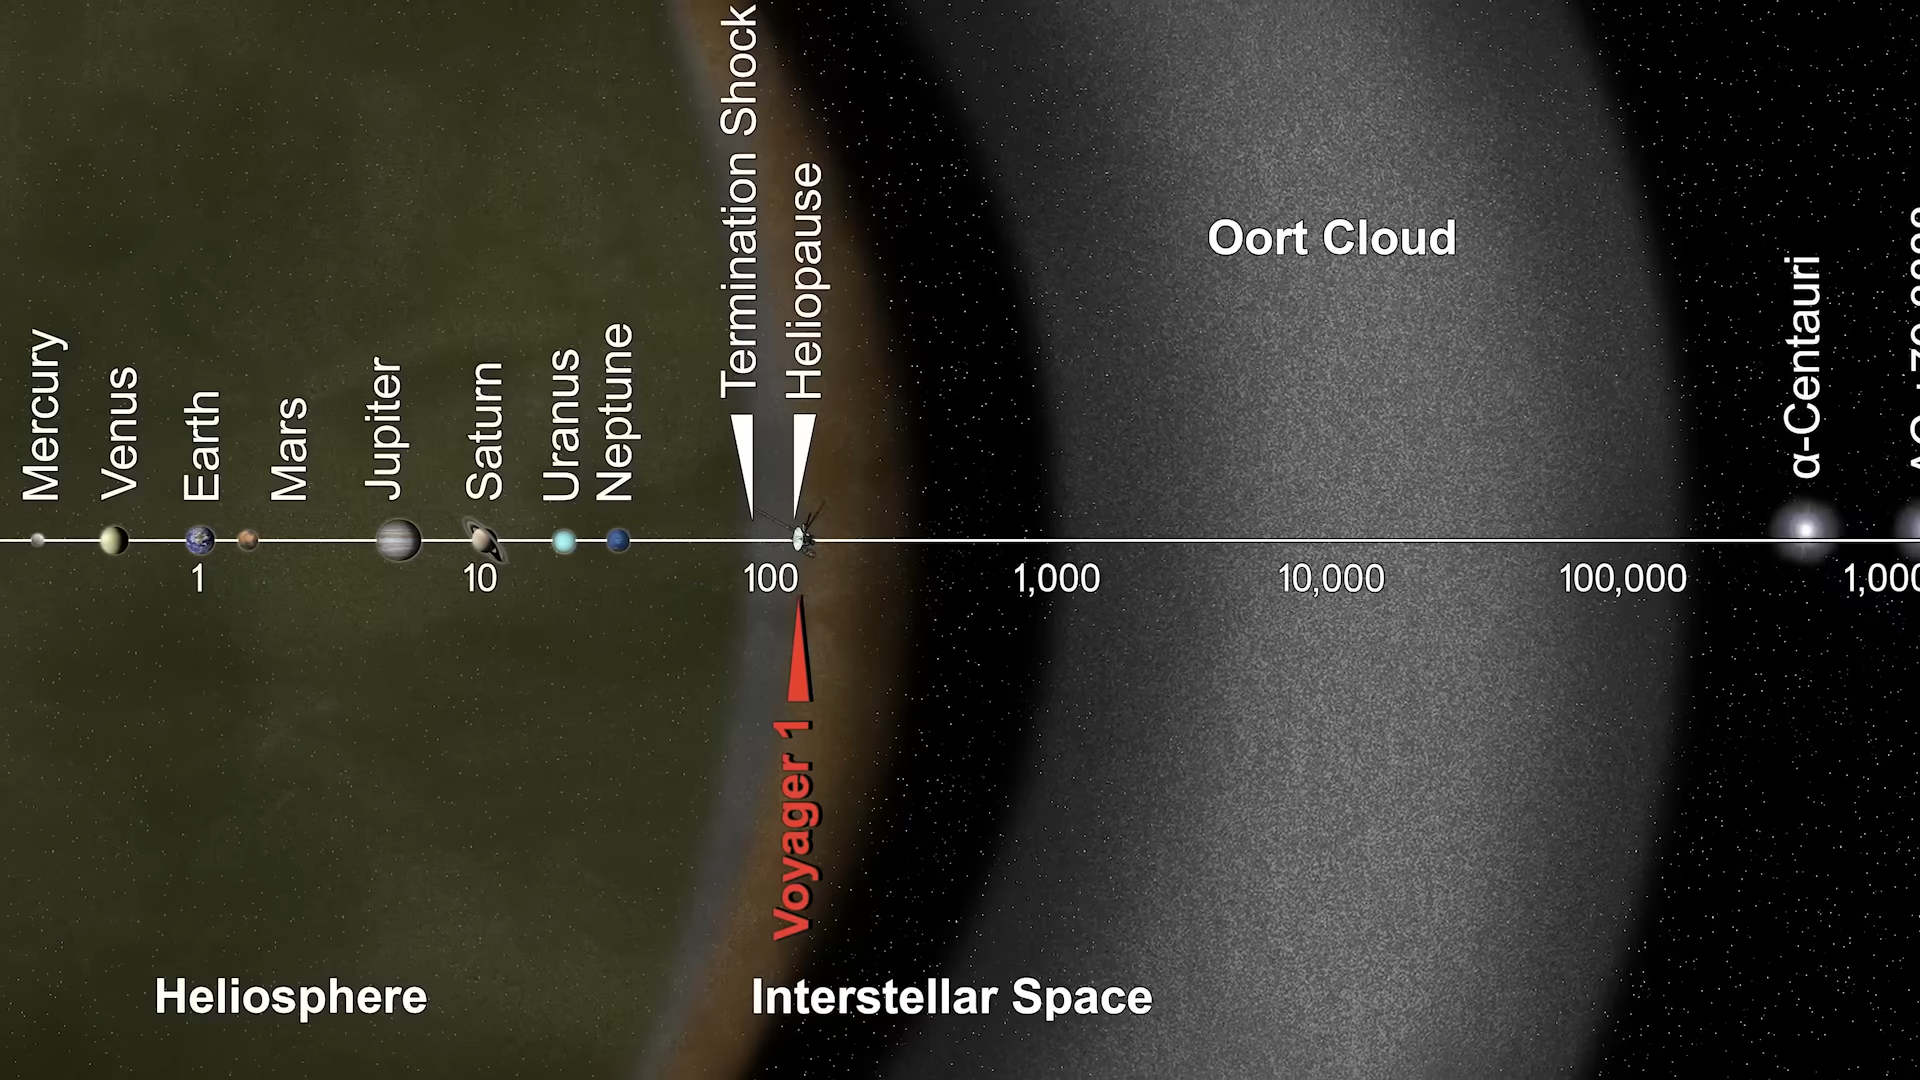 Mercury
Venus
Earth
Mars
Jupiter
Saturn
Uranus
Neptune
Termination Shock
Heliopause
Oort Cloud
α-Centauri
1
10
100
1,000
10,000
100,000
Voyager 1
Heliosphere
Interstellar Space